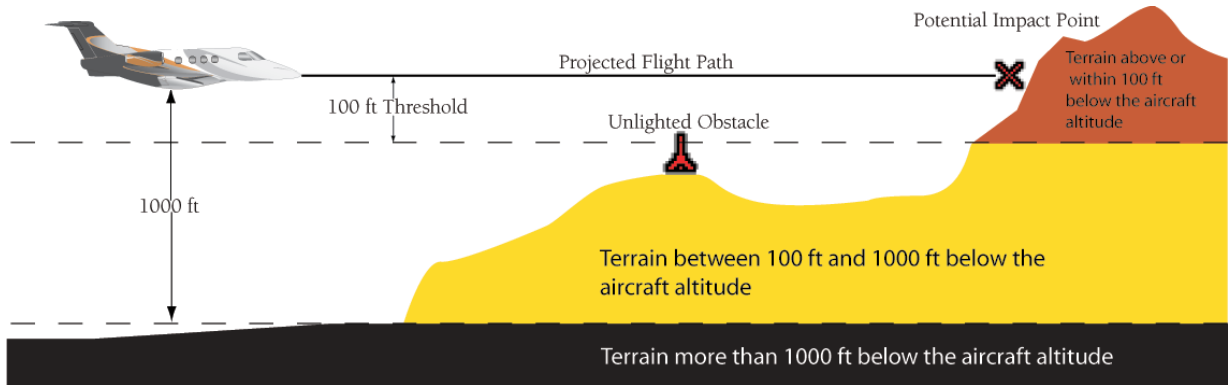 Potential Impact Point
Projected Flight Path
Terrain above or
within 100 ft
below the aircraft
altitude
100 ft Threshold
Unlighted Obstacle
1000 ft
Terrain between 100 ft and 1000 ft below the
aircraft altitude
Terrain more than 1000 ft below the aircraft altitude